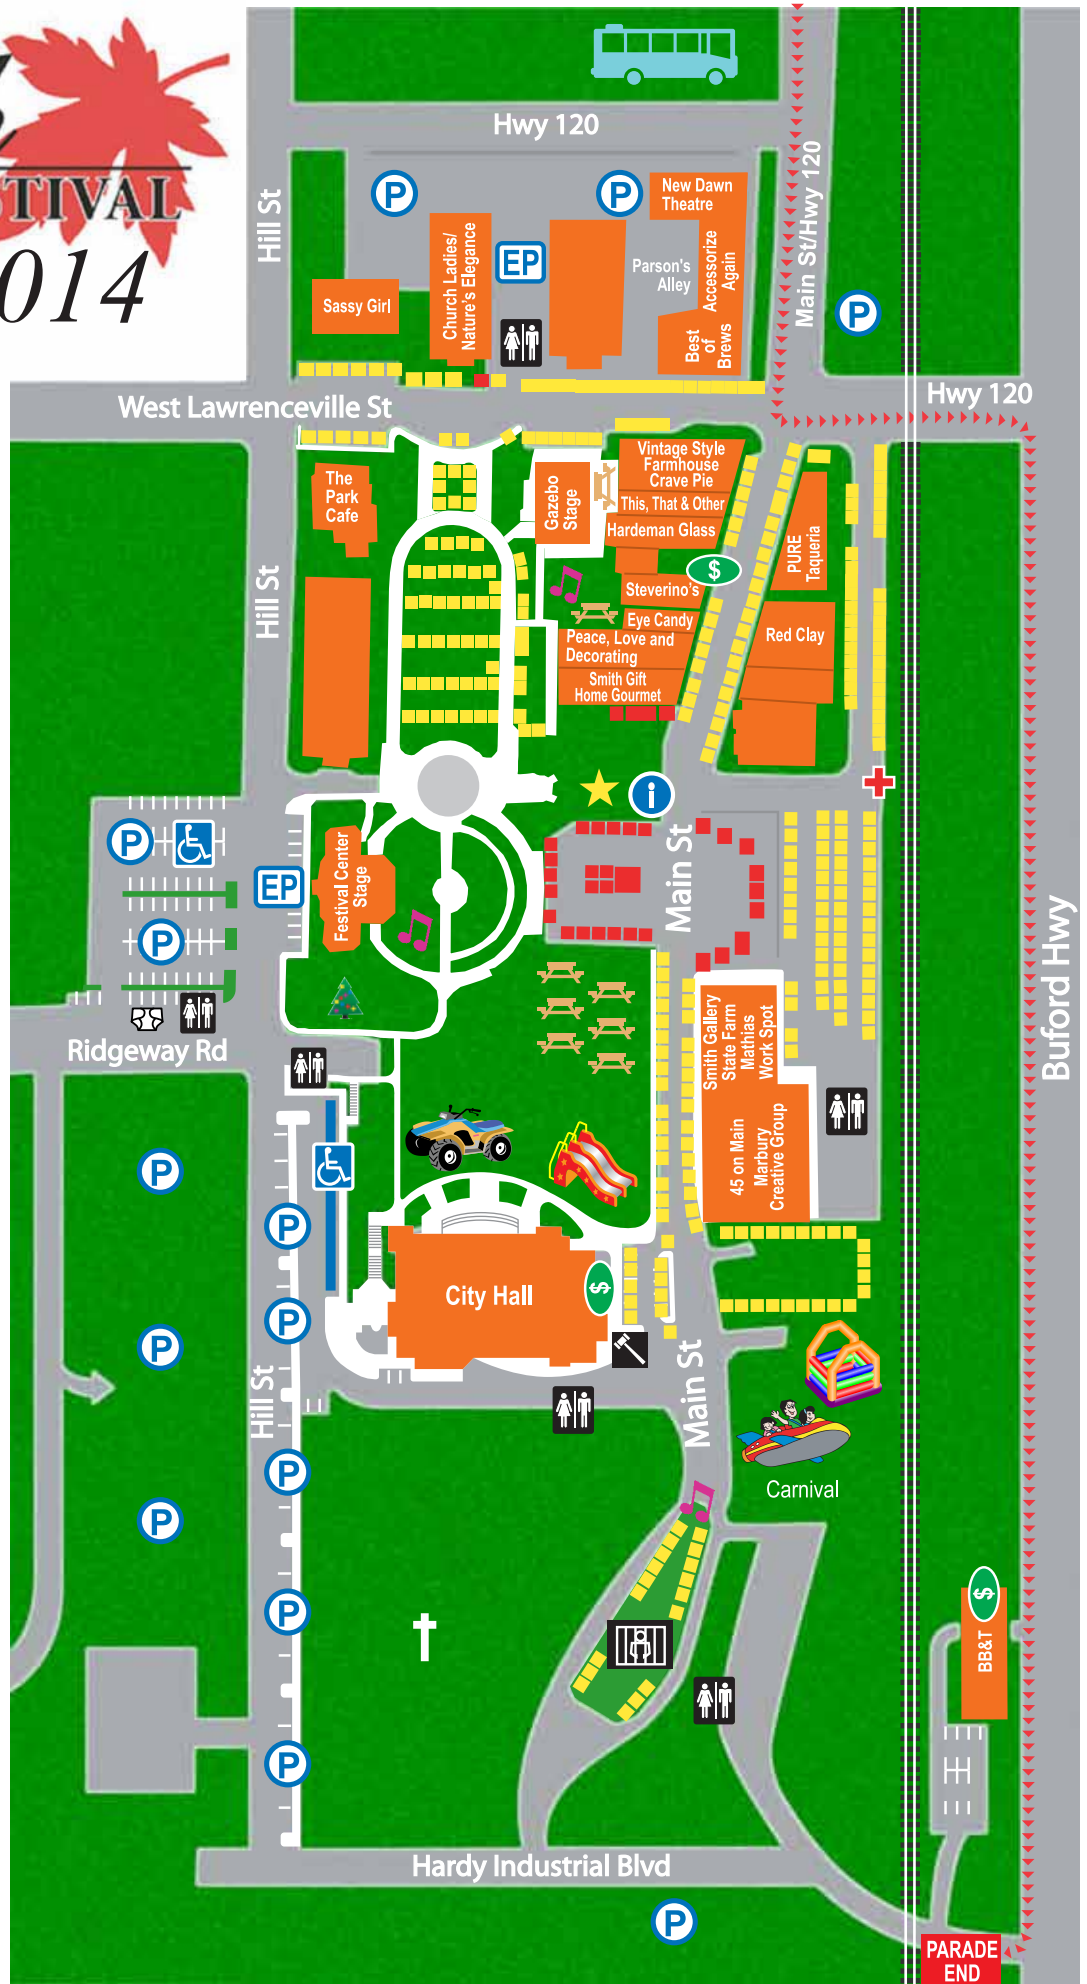 STIVAL
014
Hwy 120
Hill St
Main St/Hwy 120
P
P
New Dawn
Theatre
Church Ladies/
Nature's Elegance
EP
Parson's
Alley
Accessorize
Again
Sassy Girl
P
Best
of
Brews
West Lawrenceville St
Hwy 120
The
Park
Cafe
Gazebo
Stage
Vintage Style
Farmhouse
Crave Pie
This, That & Other
Hardeman Glass
PURE
Taqueria
$
Steverino's
Eye Candy
Hill St
Peace, Love and
Decorating
Red Clay
Smith Gift
Home Gourmet
i
P
EP
Festival Center
Stage
Main St
P
Buford Hwy
Smith Gallery
State Farm
Mathias
Work Spot
Ridgeway Rd
45 on Main
Marbury
Creative Group
P
P
City Hall
$
P
P
Hill St
Main St
P
P
Carnival
$
P
BB&T
P
Hardy Industrial Blvd
P
PARADE
END